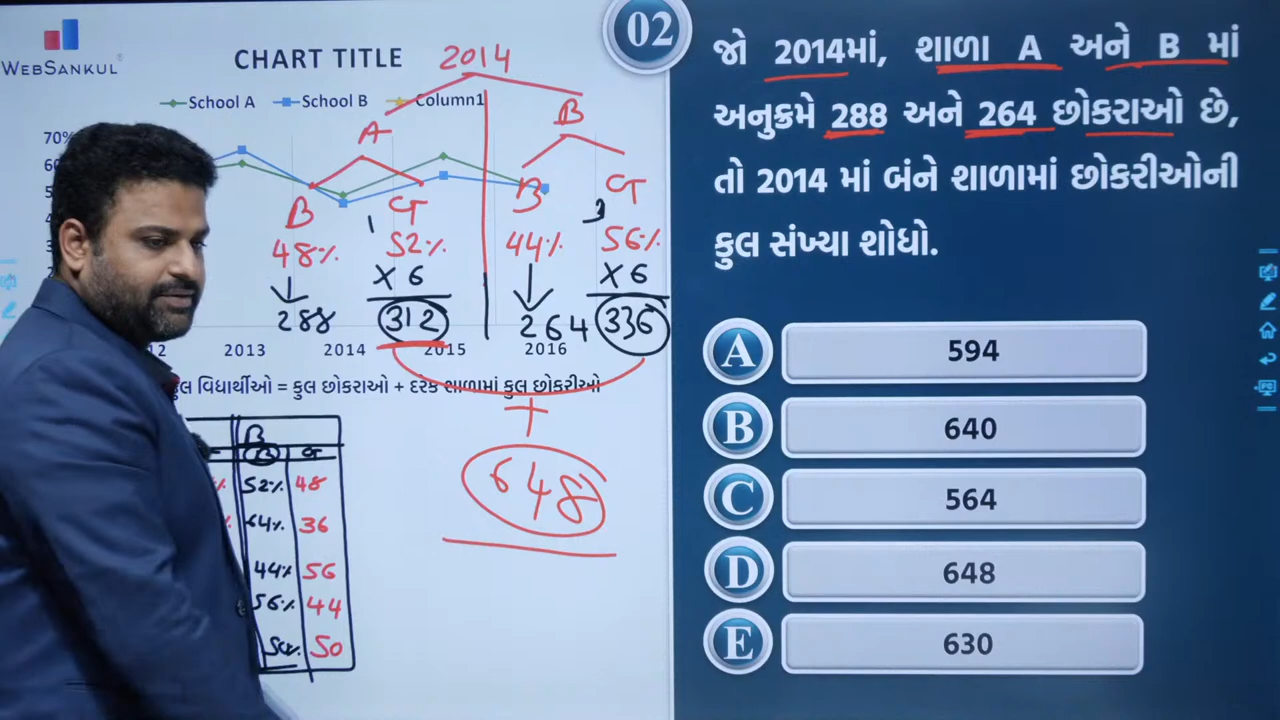 WEBSANKUL
CHART TITLE
School A School B Column1
70%
2013 2014 2015 2016
વિદ્યાર્થીઓ = કુલ છોકરાઓ + દરેક શાળામાં કુલ છોકરીઓ
2014
A B
B G B G
48% 52% 44% 56%
X 6 X 6
288 312 264 336
+
648
B
B G
52% 48
64% 36
44% 56
56% 44
50% 50
02
જો 2014માં, શાળા A અને B માં
અનુક્રમે 288 અને 264 છોકરાઓ છે,
તો 2014 માં બંને શાળામાં છોકરીઓની
કુલ સંખ્યા શોધો.
A 594
B 640
C 564
D 648
E 630